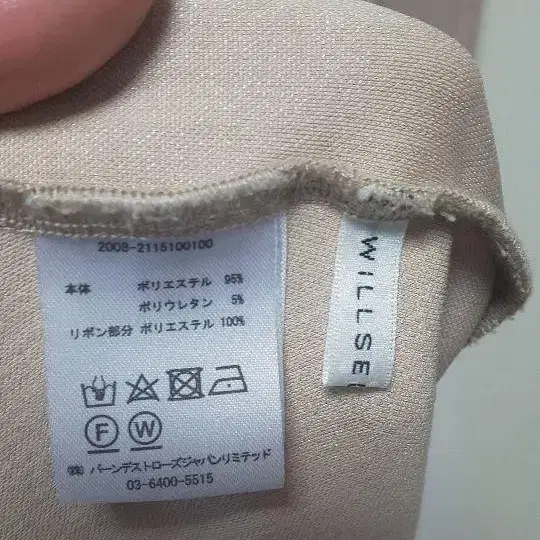 2008-2115100100
本体 ポリエステル 95%
ポリウレタン 5%
リボン部分 ポリエステル 100%
F W
㈱ バーンデストローズジャパンリミテッド
03-6400-5515
WILLSE